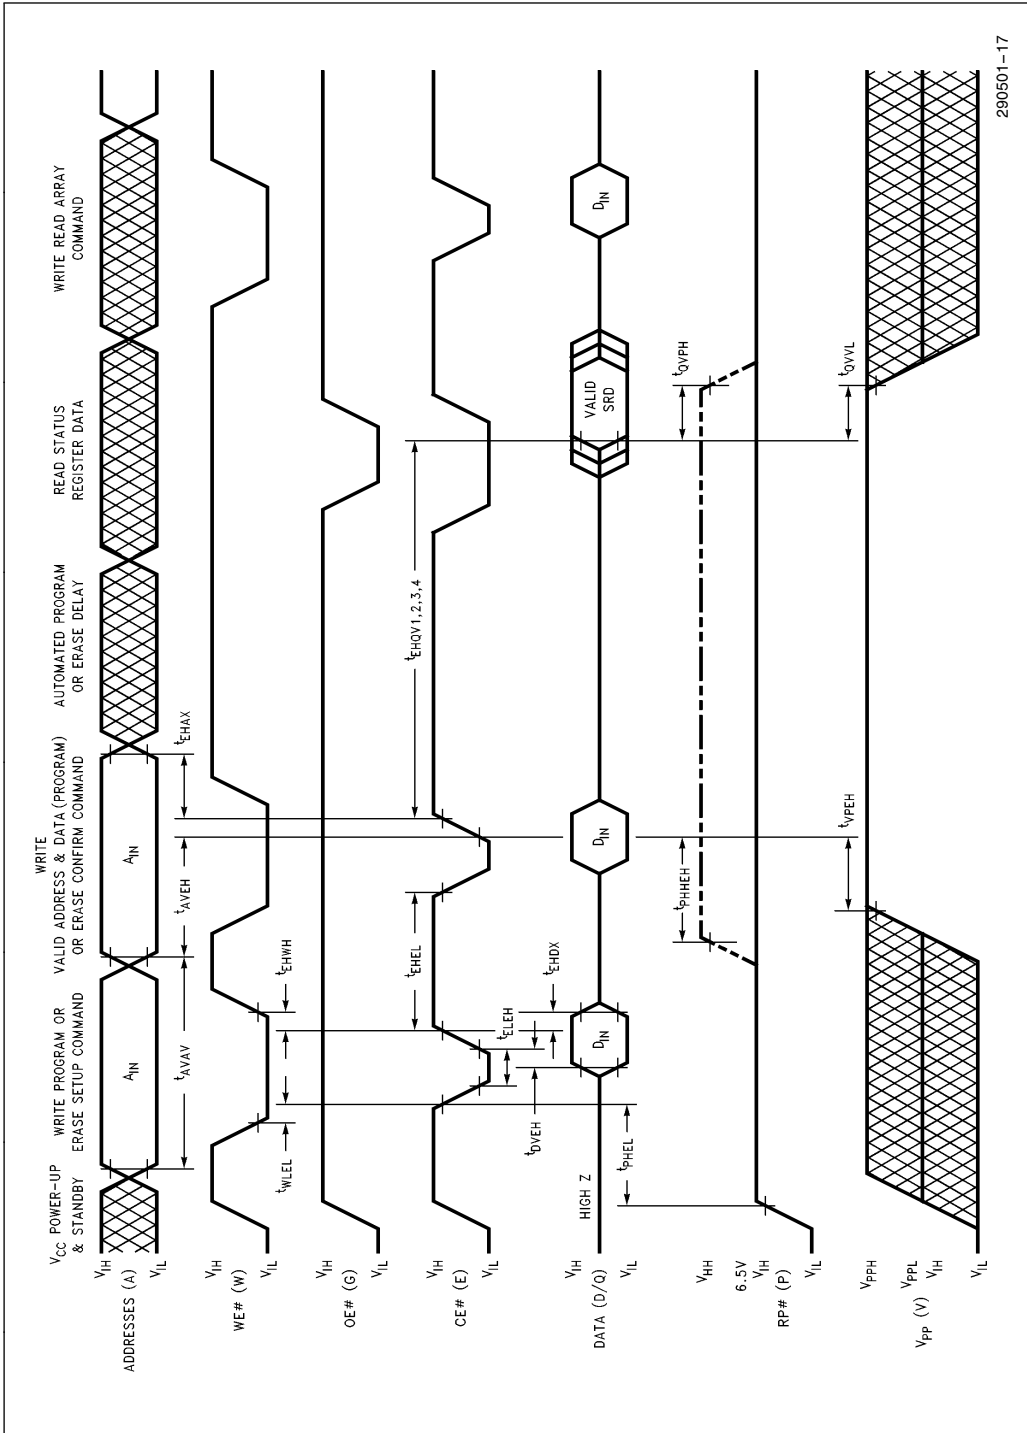 V_CC POWER-UP
& STANDBY
WRITE PROGRAM OR
ERASE SETUP COMMAND
WRITE
VALID ADDRESS & DATA (PROGRAM)
OR ERASE CONFIRM COMMAND
AUTOMATED PROGRAM
OR ERASE DELAY
READ STATUS
REGISTER DATA
WRITE READ ARRAY
COMMAND
V_IH
ADDRESSES (A)
V_IL
A_IN
A_IN
t_AVAV
t_AVEH
t_EHAX
V_IH
WE# (W)
V_IL
t_WLEL
t_EHWH
V_IH
OE# (G)
V_IL
t_EHEL
t_EHQV1,2,3,4
V_IH
CE# (E)
V_IL
t_ELEH
t_DVEH
t_EHDX
V_IH
DATA (D/Q)
V_IL
HIGH Z
D_IN
D_IN
VALID
SRD
D_IN
t_PHEL
t_PHHEH
t_QVPH
V_HH
6.5V
V_IH
RP# (P)
V_IL
t_VPEH
t_QVVL
V_PPH
V_PPL
V_PP (V)
V_IH
V_IL
290501-17